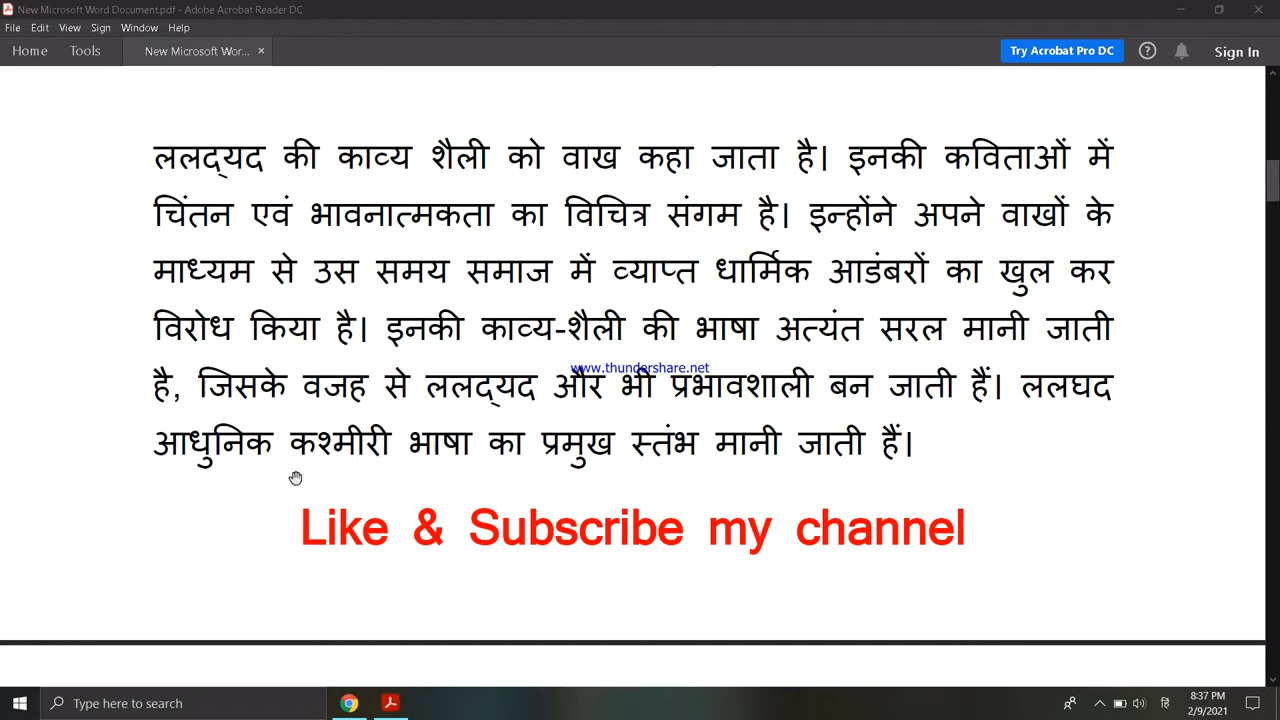 New Microsoft Word Document.pdf - Adobe Acrobat Reader DC
File Edit View Sign Window Help
Home Tools New Microsoft Wor... × Try Acrobat Pro DC Sign In
ललद्यद की काव्य शैली को वाख कहा जाता है। इनकी कविताओं में
चिंतन एवं भावनात्मकता का विचित्र संगम है। इन्होंने अपने वाखों के
माध्यम से उस समय समाज में व्याप्त धार्मिक आडंबरों का खुल कर
विरोध किया है। इनकी काव्य-शैली की भाषा अत्यंत सरल मानी जाती
www.thundershare.net
है, जिसके वजह से ललद्यद और भी प्रभावशाली बन जाती हैं। ललघद
आधुनिक कश्मीरी भाषा का प्रमुख स्तंभ मानी जाती हैं।
Like & Subscribe my channel
Type here to search
हि
8:37 PM
2/9/2021